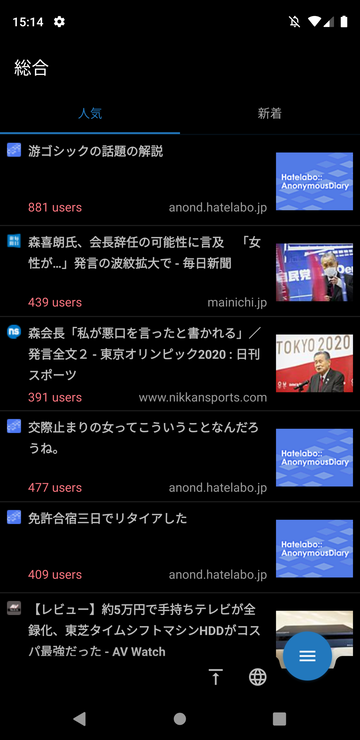 15:14
総合
人気
新着
游ゴシックの話題の解説
881 users
anond.hatelabo.jp
Hatelabo::
AnonymousDiary
森喜朗氏、会長辞任の可能性に言及　「女
性が…」発言の波紋拡大で - 毎日新聞
439 users
mainichi.jp
民党
森会長「私が悪口を言ったと書かれる」／
発言全文２ - 東京オリンピック2020 : 日刊
スポーツ
391 users
www.nikkansports.com
ns
TOKYO 2020
交際止まりの女ってこういうことなんだろ
うね。
477 users
anond.hatelabo.jp
Hatelabo::
AnonymousDiary
免許合宿三日でリタイアした
409 users
anond.hatelabo.jp
Hatelabo::
AnonymousDiary
【レビュー】約5万円で手持ちテレビが全
録化、東芝タイムシフトマシンHDDがコス
パ最強だった - AV Watch